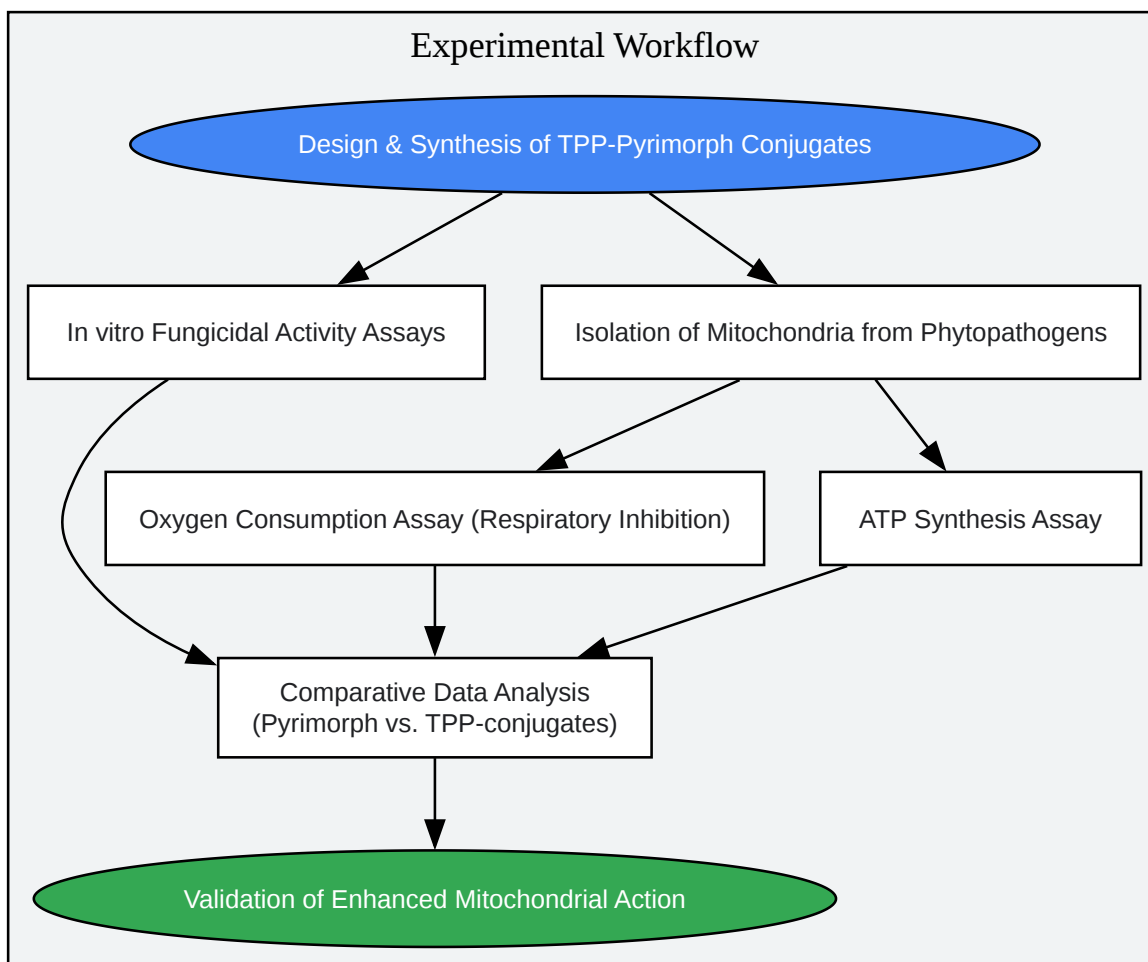 Experimental Workflow
Design & Synthesis of TPP-Pyrimorph Conjugates
In vitro Fungicidal Activity Assays
Isolation of Mitochondria from Phytopathogens
Oxygen Consumption Assay (Respiratory Inhibition)
ATP Synthesis Assay
Comparative Data Analysis
(Pyrimorph vs. TPP-conjugates)
Validation of Enhanced Mitochondrial Action